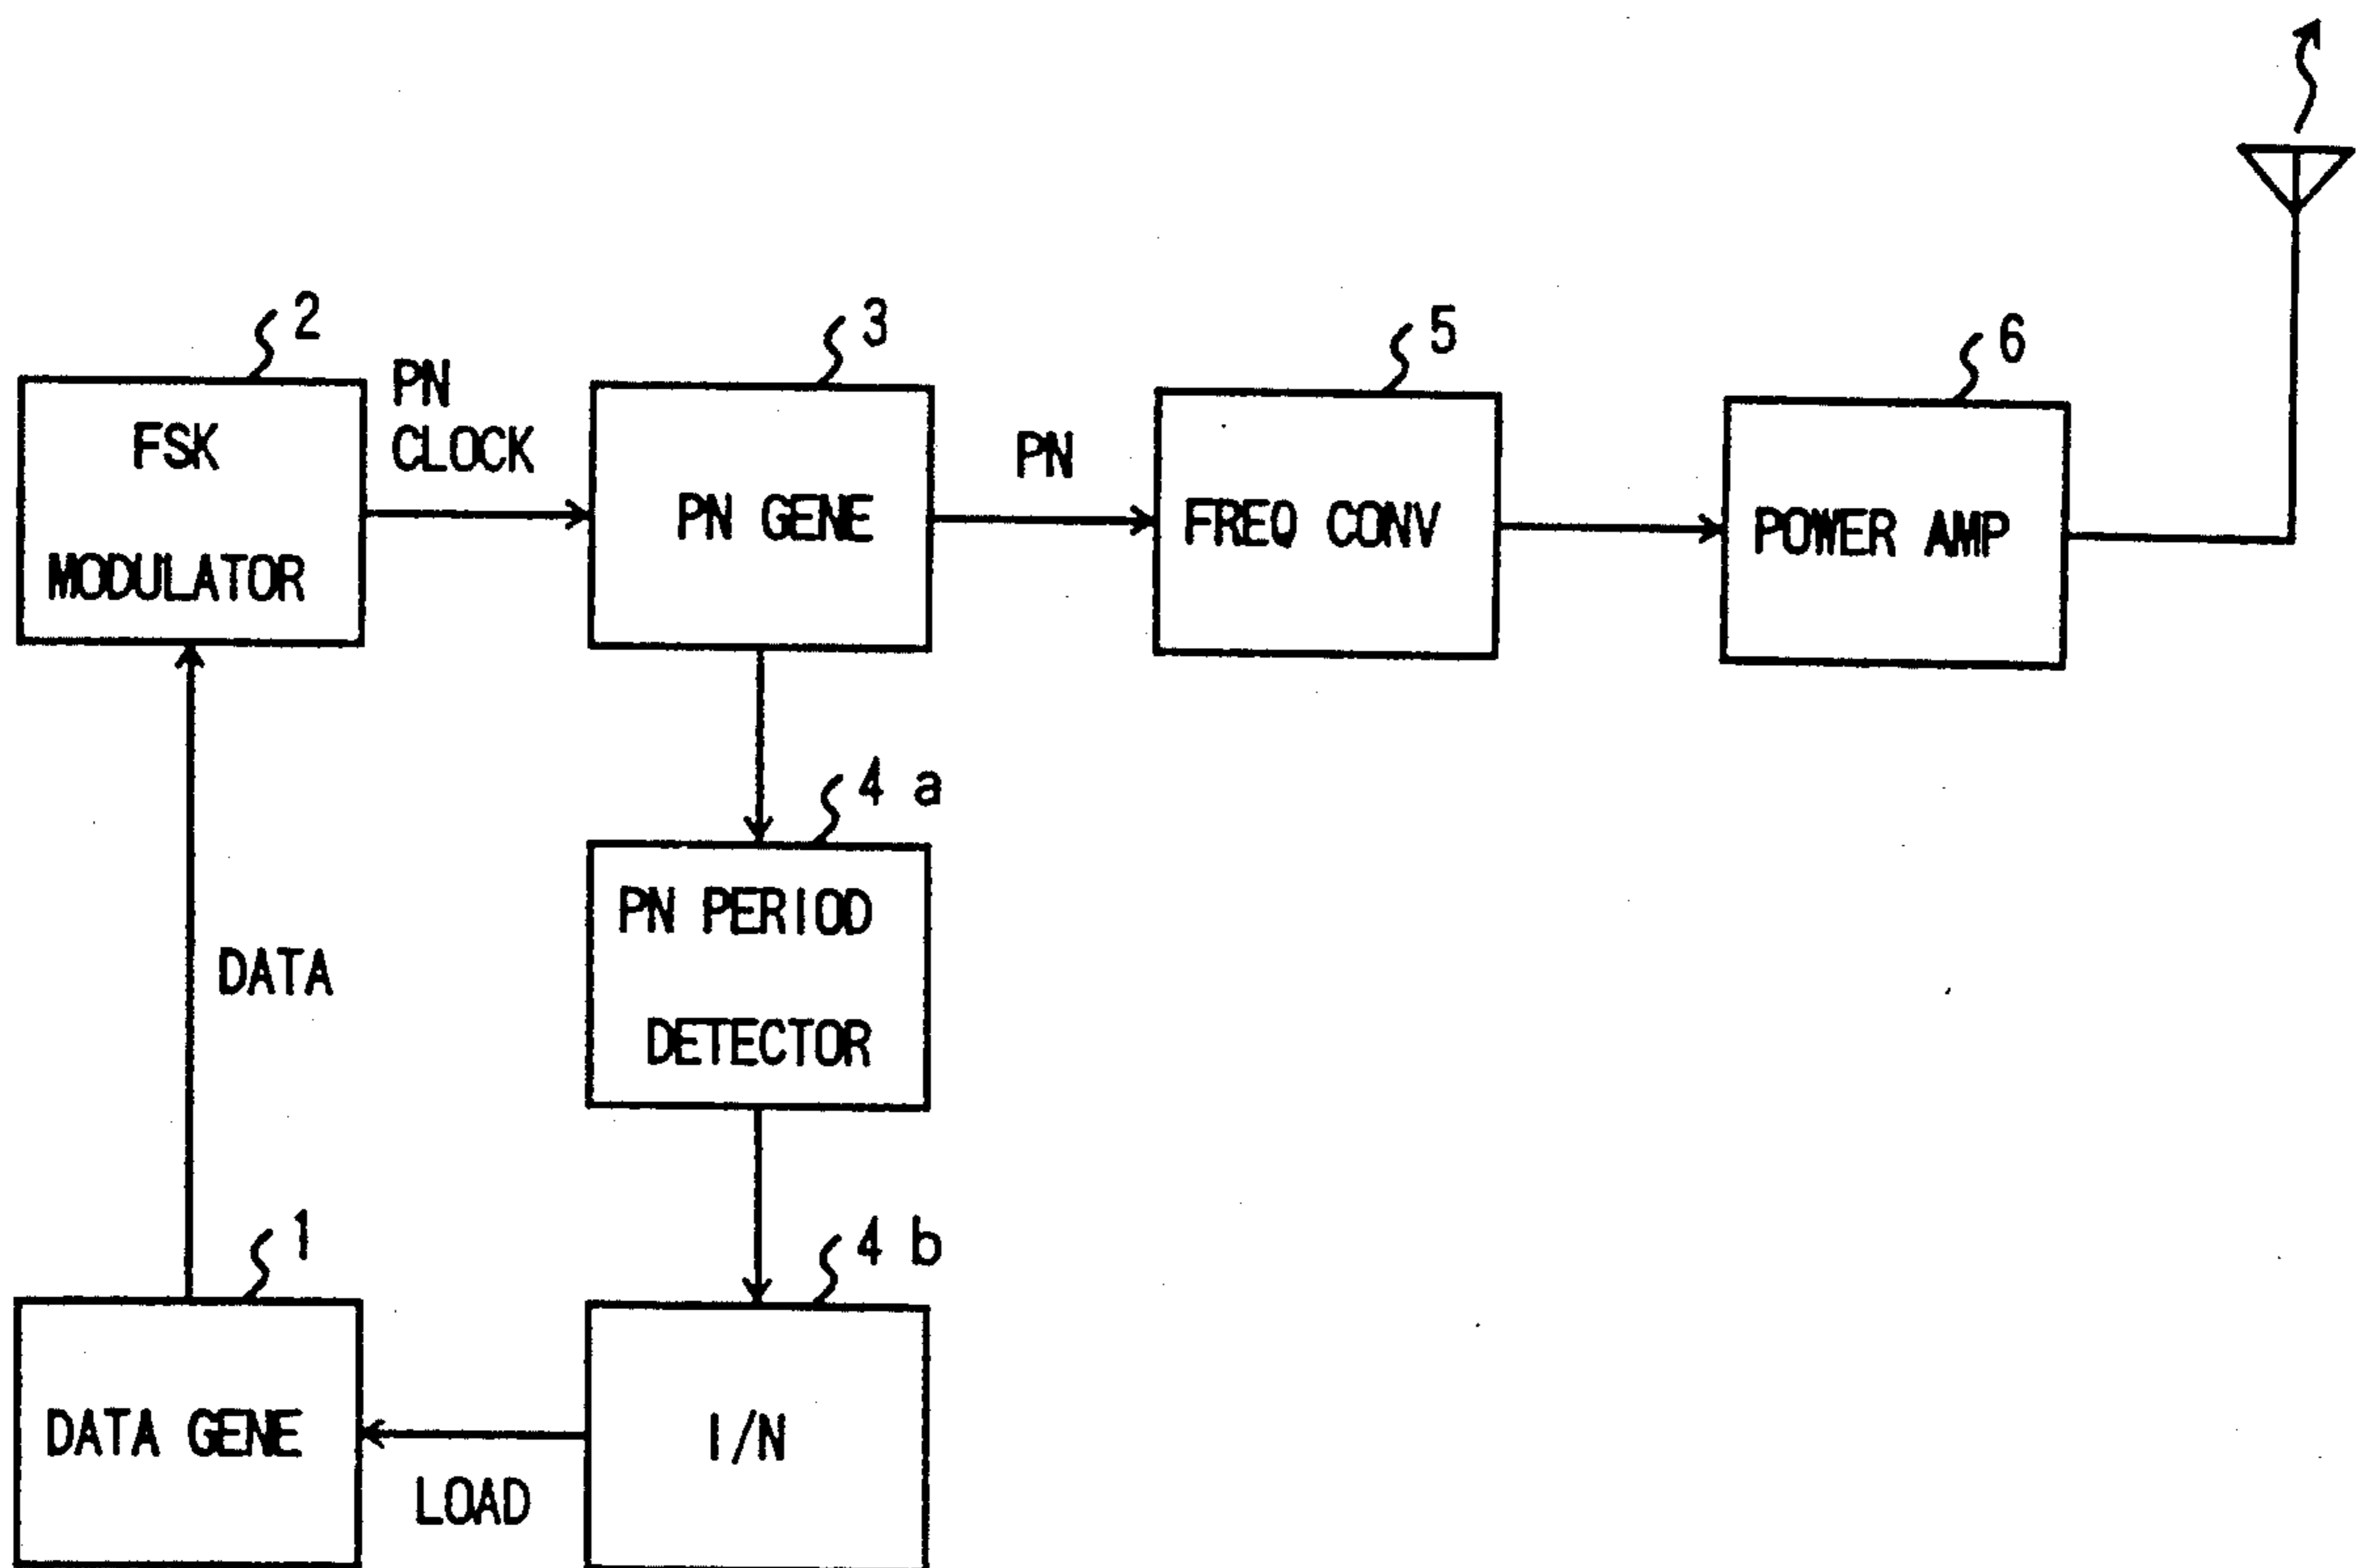 2
FSK
MODULATOR
PN
CLOCK
3
PN GENE
PN
5
FREQ CONV
6
POWER AMP
4 a
PN PERIOD
DETECTOR
DATA
1
DATA GENE
4 b
I/N
LOAD